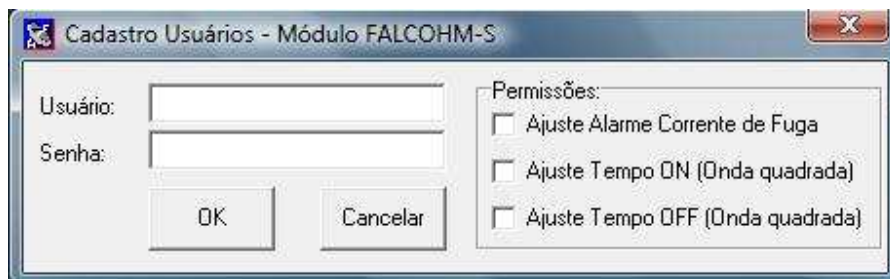 Cadastro Usuários - Módulo FALCOHM-S
Usuário:
Senha:
OK
Cancelar
Permissões:
Ajuste Alarme Corrente de Fuga
Ajuste Tempo ON (Onda quadrada)
Ajuste Tempo OFF (Onda quadrada)